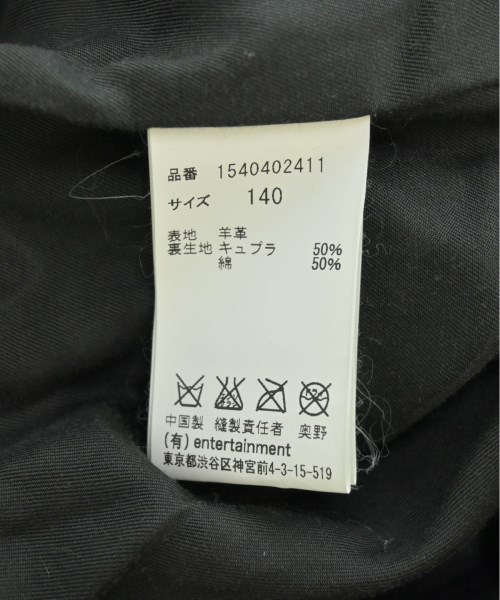 品番 1540402411
サイズ 140
表地 羊革
裏生地 キュプラ 50%
綿 50%
中国製 縫製責任者 奥野
(有) entertainment
東京都渋谷区神宮前4-3-15-519